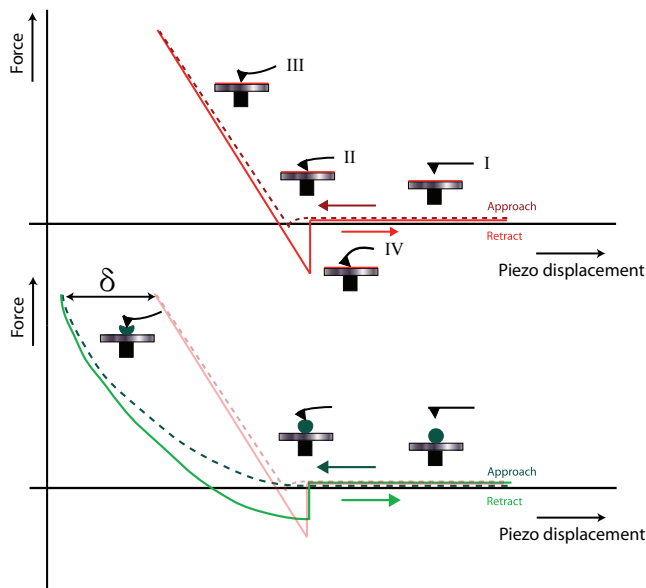 Force
III
II
I
Approach
Retract
IV
Piezo displacement
δ
Force
Approach
Retract
Piezo displacement